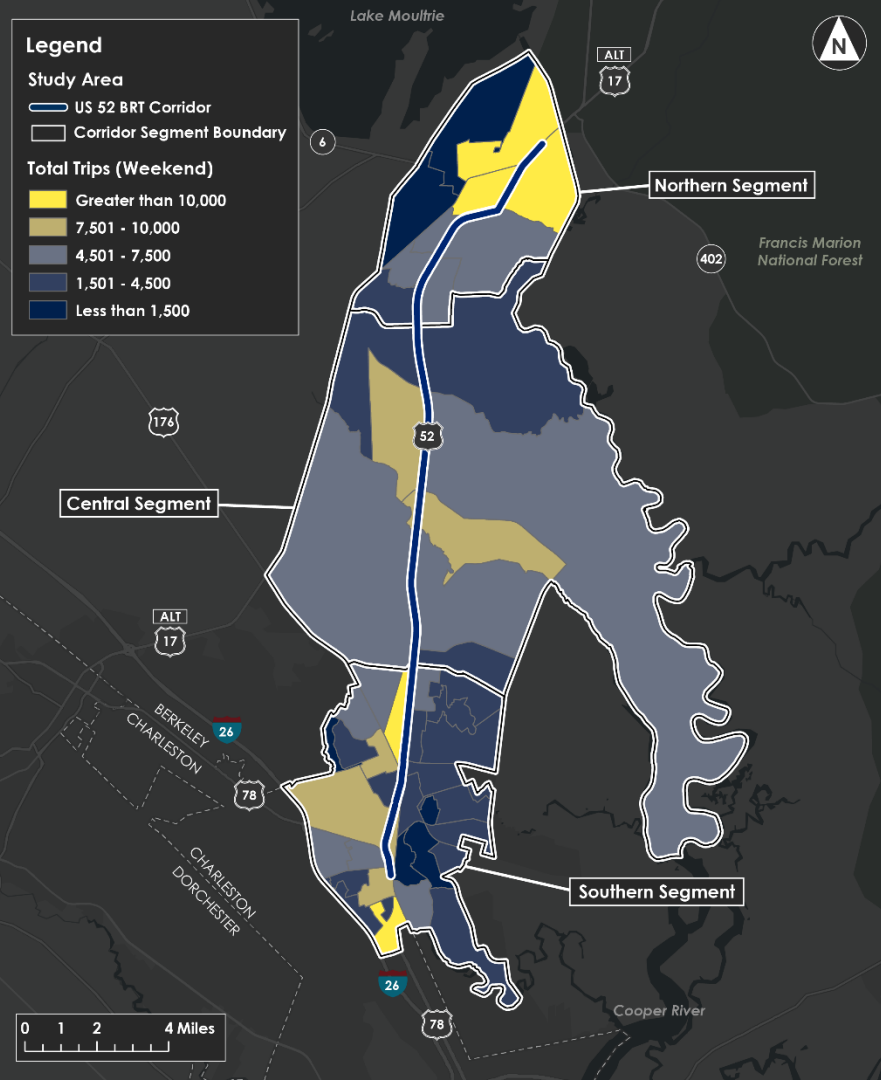 Lake Moultrie
N
Legend
Study Area
US 52 BRT Corridor
Corridor Segment Boundary
Total Trips (Weekend)
Greater than 10,000
7,501 - 10,000
4,501 - 7,500
1,501 - 4,500
Less than 1,500
ALT
17
6
Northern Segment
402
Francis Marion
National Forest
176
52
Central Segment
ALT
17
BERKELEY
CHARLESTON
26
78
CHARLESTON
DORCHESTER
Southern Segment
26
78
Cooper River
0 1 2 4 Miles